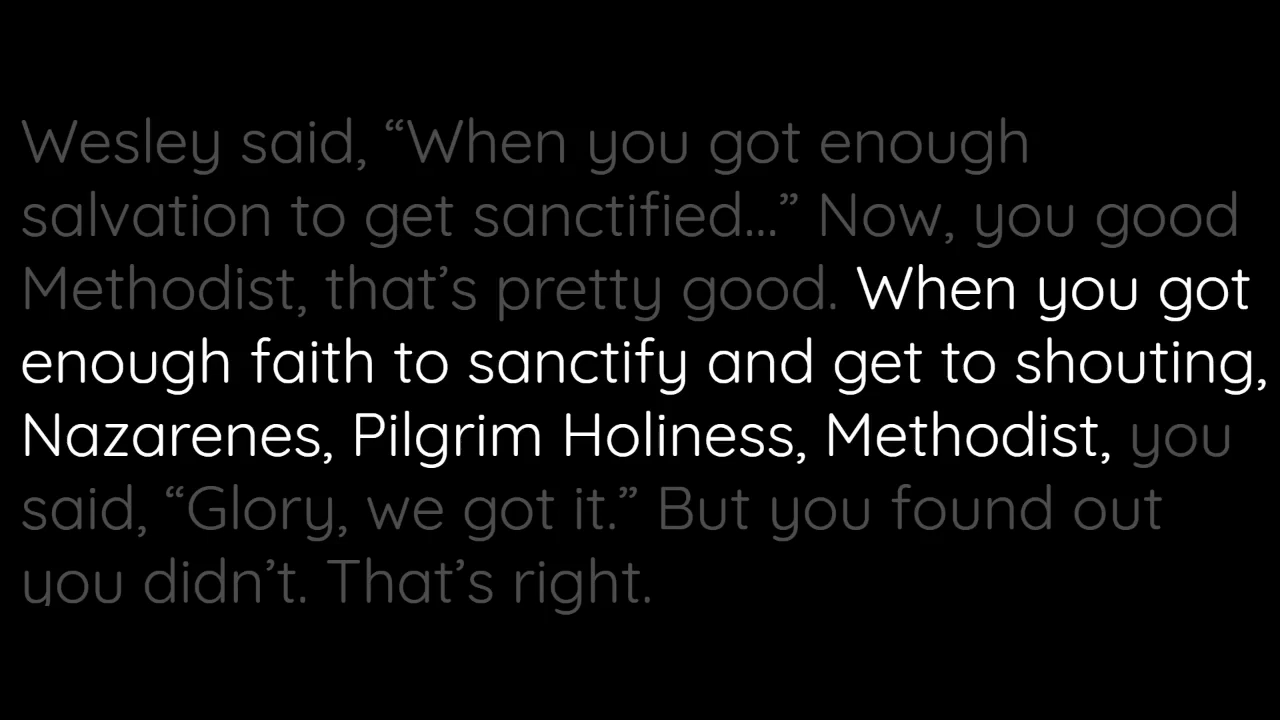 Wesley said, “When you got enough
salvation to get sanctified...” Now, you good
Methodist, that’s pretty good. When you got
enough faith to sanctify and get to shouting,
Nazarenes, Pilgrim Holiness, Methodist, you
said, “Glory, we got it.” But you found out
you didn’t. That’s right.